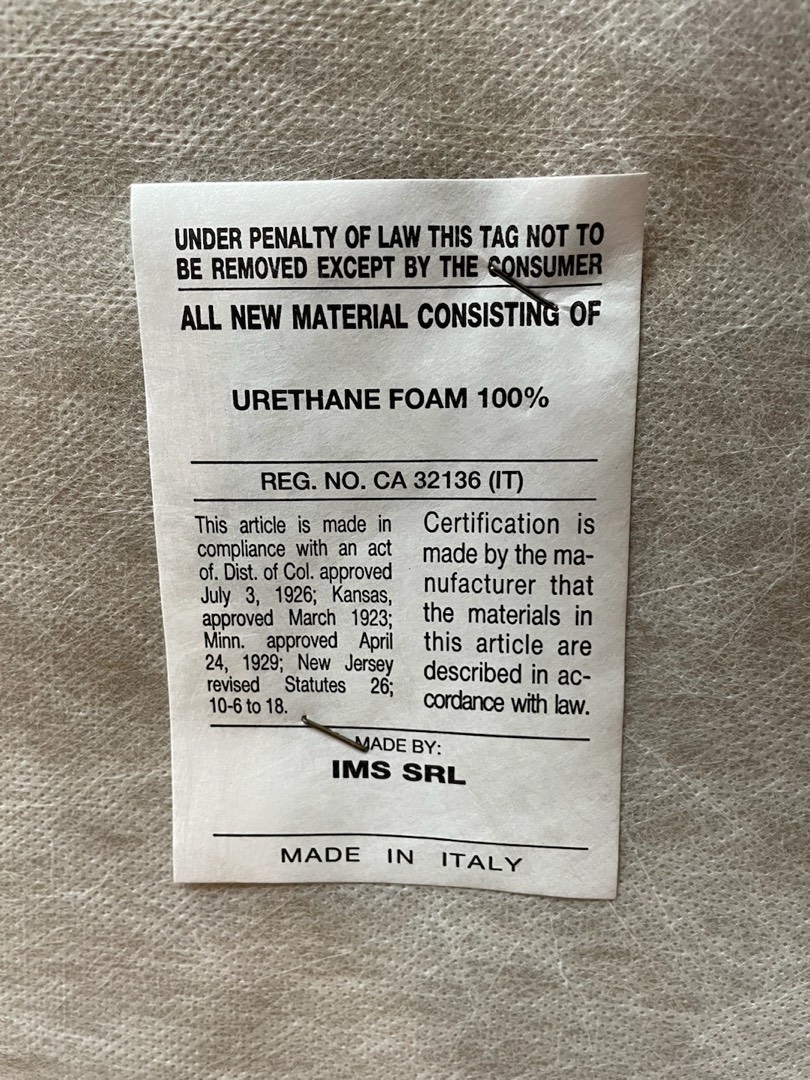 UNDER PENALTY OF LAW THIS TAG NOT TO
BE REMOVED EXCEPT BY THE CONSUMER
ALL NEW MATERIAL CONSISTING OF
URETHANE FOAM 100%
REG. NO. CA 32136 (IT)
This article is made in
compliance with an act
of. Dist. of Col. approved
July 3, 1926; Kansas,
approved March 1923;
Minn. approved April
24, 1929; New Jersey
revised Statutes 26;
10-6 to 18.
Certification is
made by the ma-
nufacturer that
the materials in
this article are
described in ac-
cordance with law.
MADE BY:
IMS SRL
MADE IN ITALY